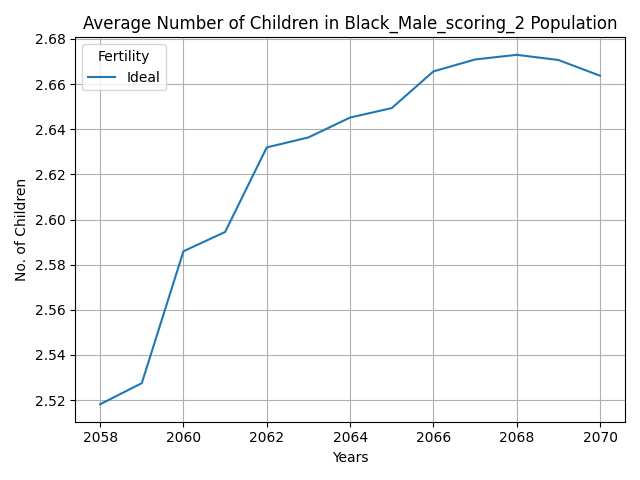 Average Number of Children in Black_Male_scoring_2 Population
Fertility
Ideal
No. of Children
2.68
2.66
2.64
2.62
2.60
2.58
2.56
2.54
2.52
2058 2060 2062 2064 2066 2068 2070
Years